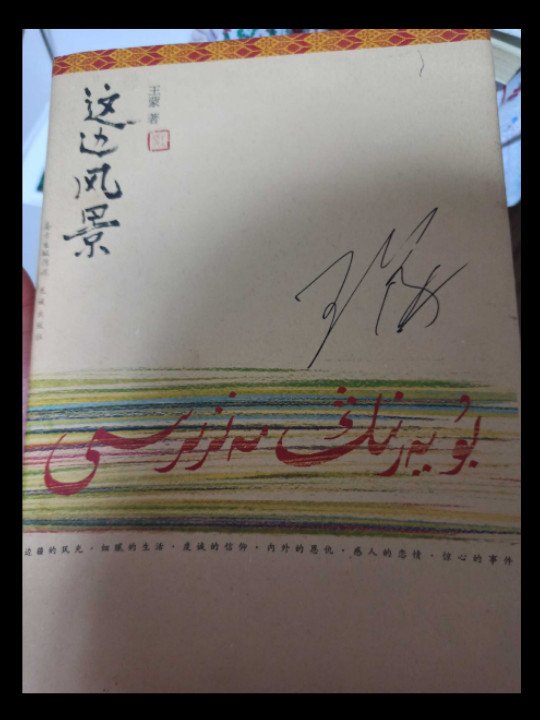 这边风景
王蒙 著
王蒙
بۇ يەرنىڭ مەنزىرىسى
边疆的风光·细腻的生活·虔诚的信仰·内外的忧·感人的恋情·惊心的事件